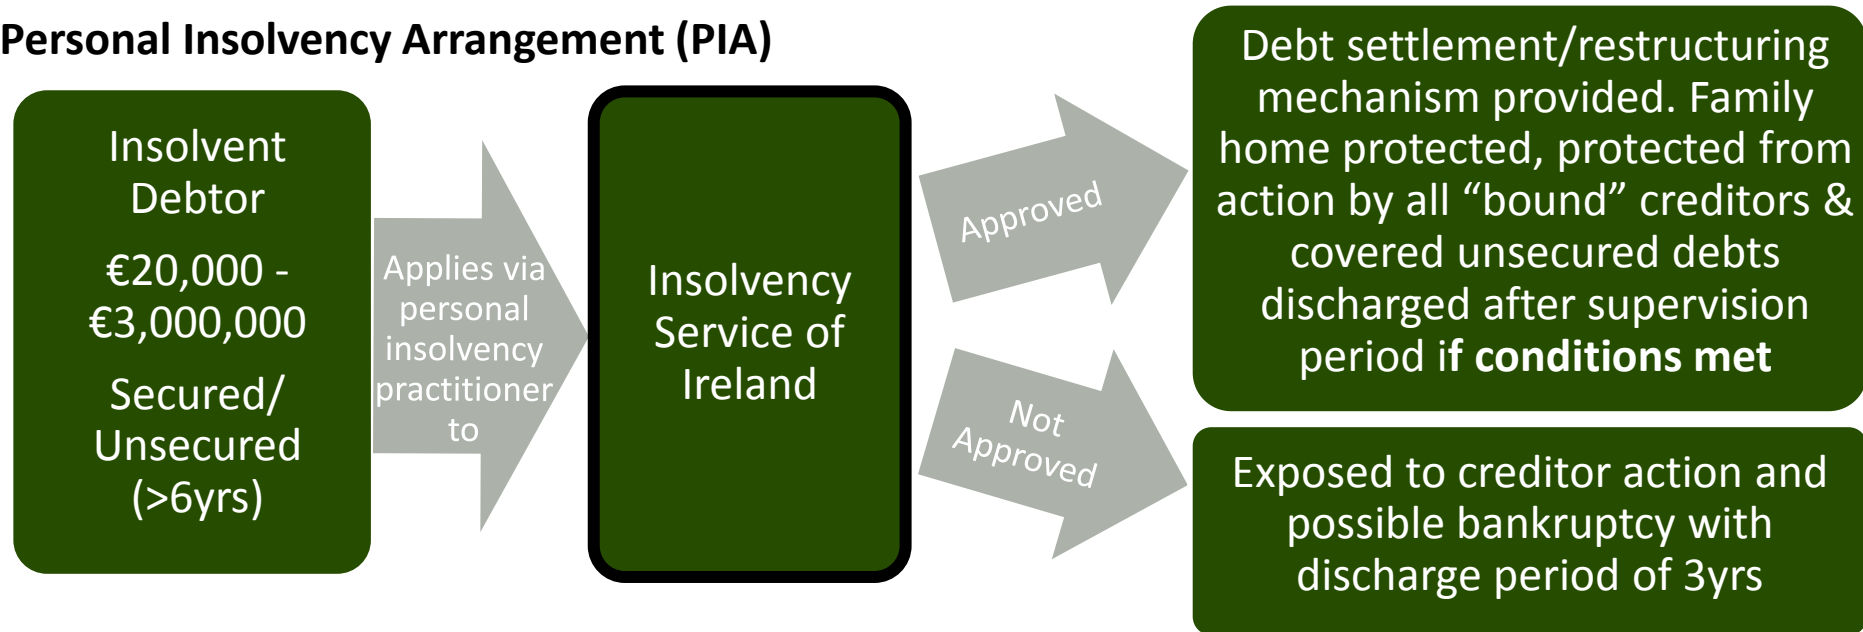 Personal Insolvency Arrangement (PIA)
Insolvent
Debtor
€20,000 -
€3,000,000
Secured/
Unsecured
(>6yrs)
Applies via
personal
insolvency
practitioner
to
Insolvency
Service of
Ireland
Approved
Debt settlement/restructuring
mechanism provided. Family
home protected, protected from
action by all “bound” creditors &
covered unsecured debts
discharged after supervision
period if conditions met
Not
Approved
Exposed to creditor action and
possible bankruptcy with
discharge period of 3yrs